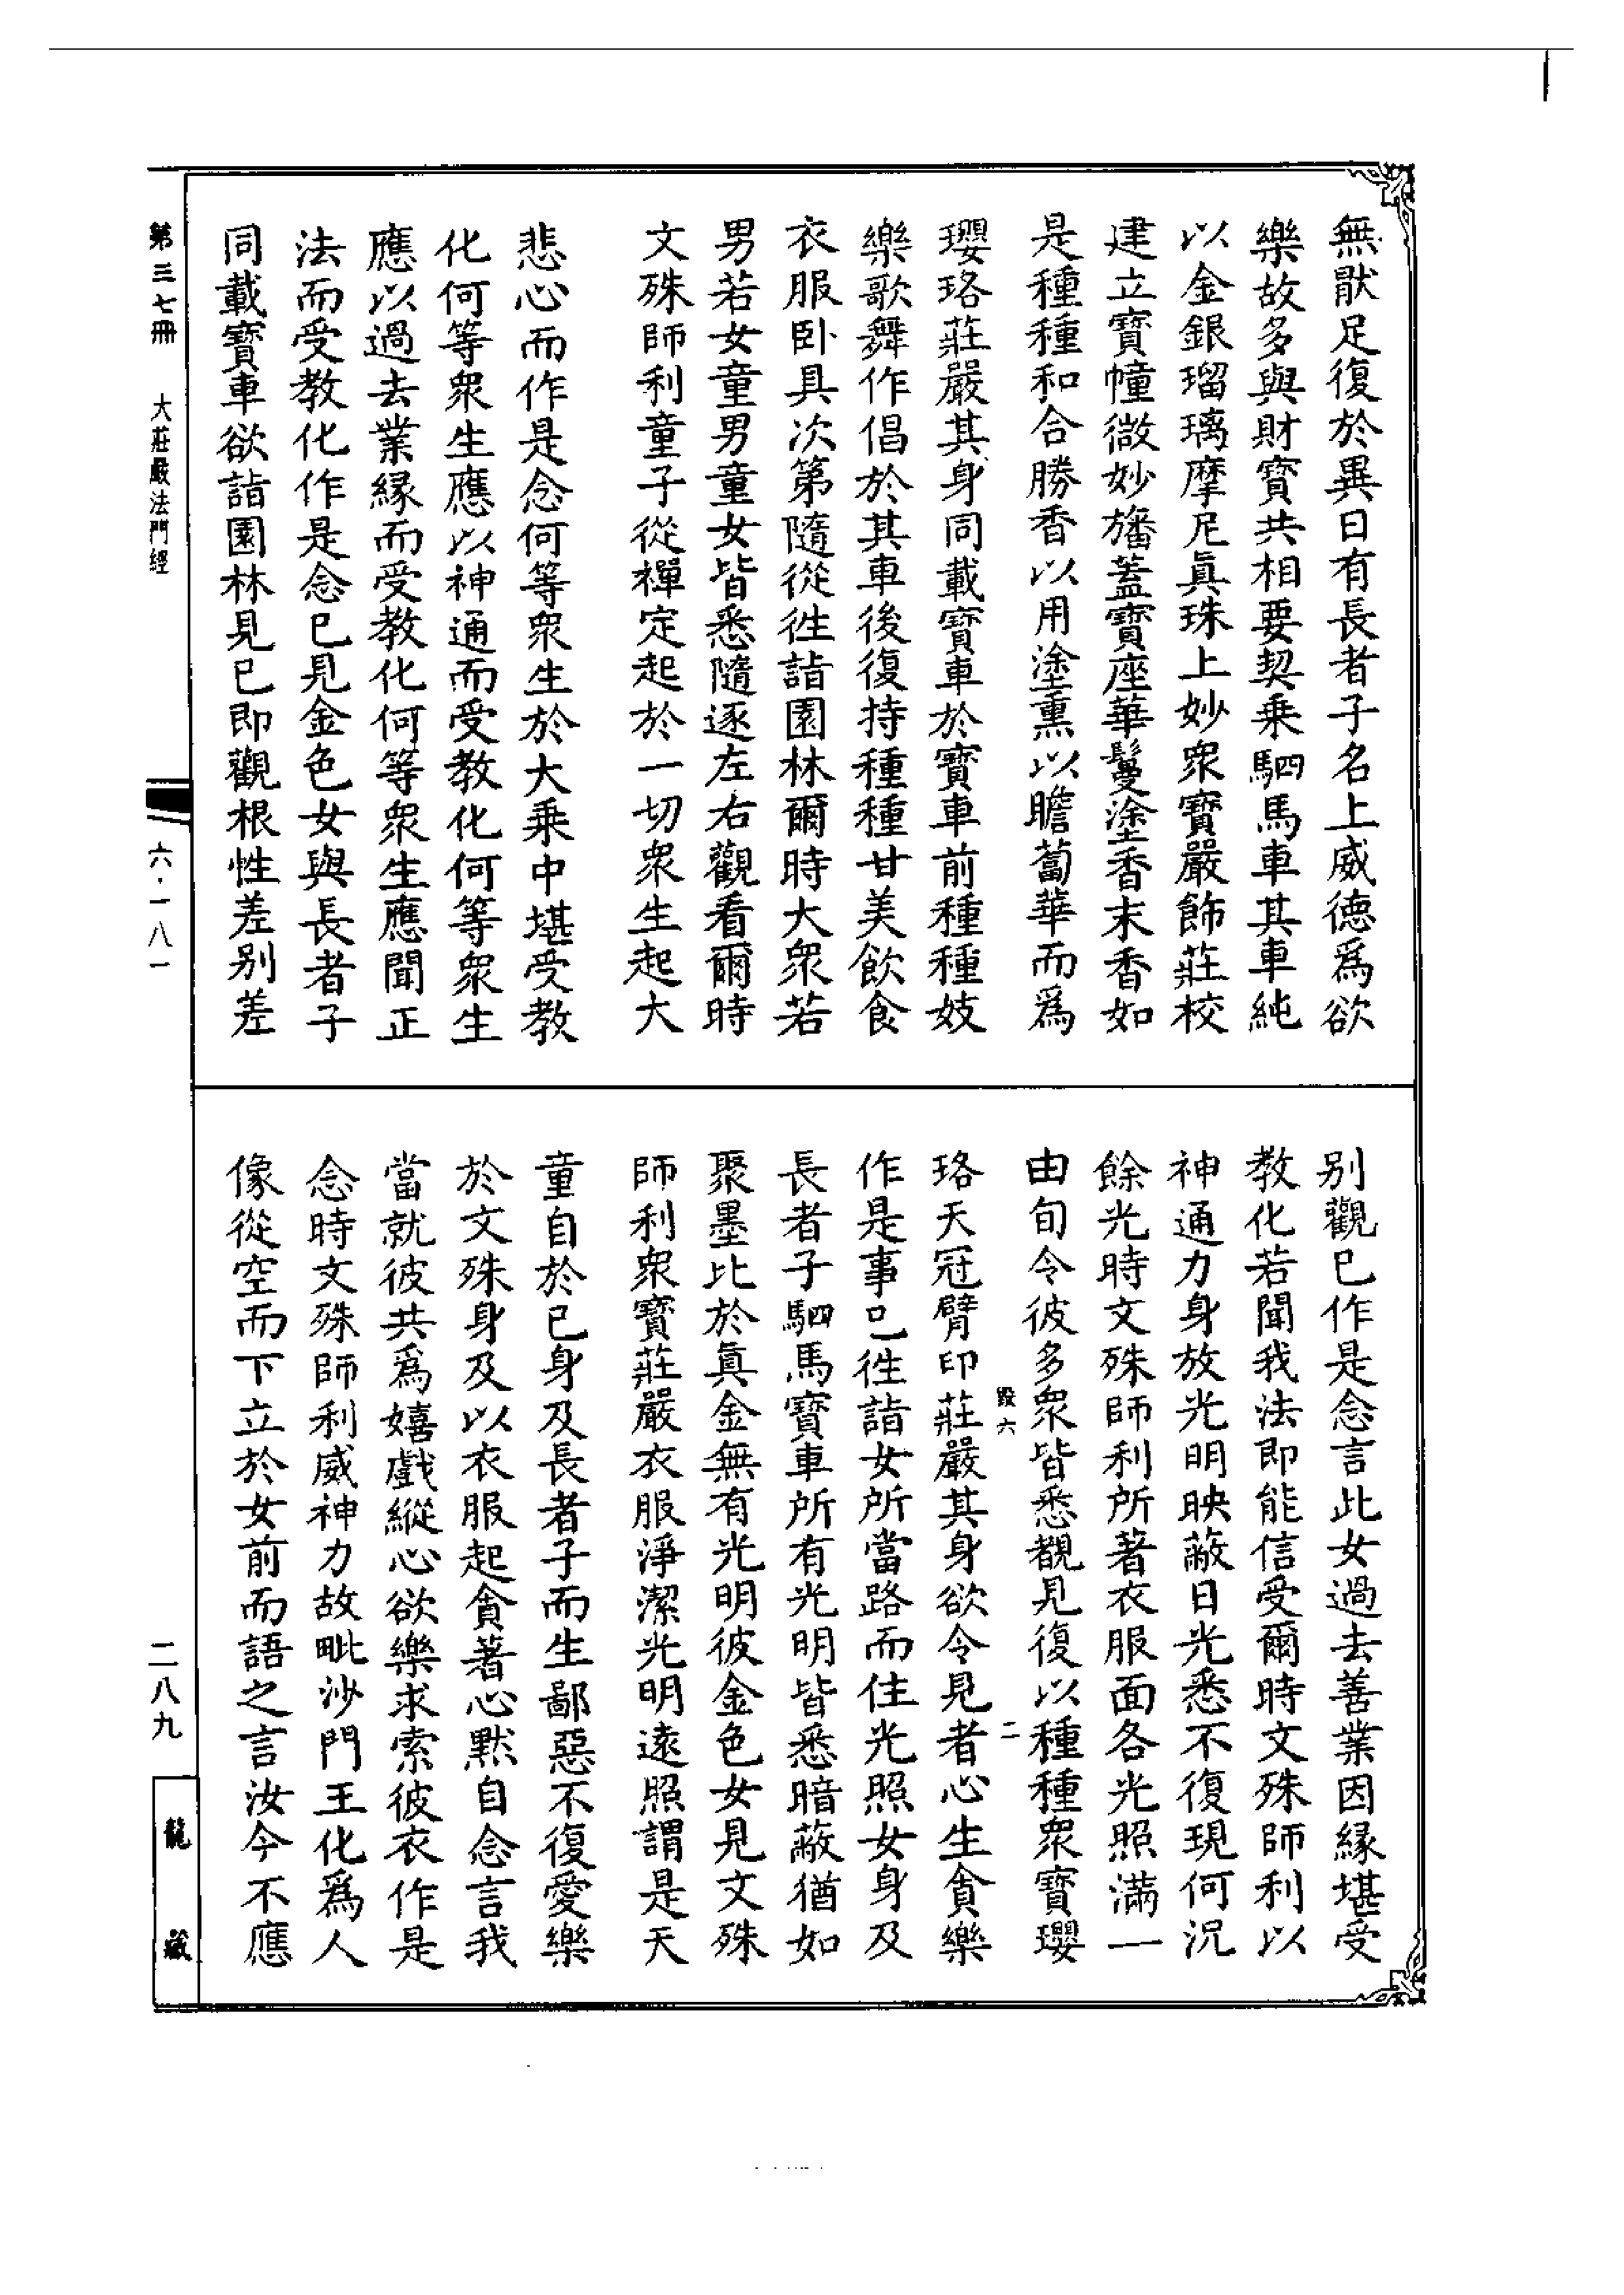 無猒足復於異日有長者子名上威德爲欲
樂故多與財寶共相要契乗駟馬車其車純
以金銀瑠璃摩尼真珠上妙衆寶嚴飾莊校
建立寶幢微妙旛蓋寶座華鬘塗香末香如
是種種和合勝香以用塗熏以瞻蔔華而爲
瓔珞莊嚴其身同載寶車於寶車前種種妓
樂歌舞作倡於其車後復持種種甘美飲食
衣服卧具次第隨從徃詣園林爾時大衆若
男若女童男童女皆悉隨逐左右觀看爾時
文殊師利童子從禪定起於一切衆生起大
悲心而作是念何等衆生於大乗中堪受教
化何等衆生應以神通而受教化何等衆生
應以過去業緣而受教化何等衆生應聞正
法而受教化作是念已見金色女與長者子
同載寶車欲詣園林見已即觀根性差别差
别觀已作是念言此女過去善業因緣堪受
教化若聞我法即能信受爾時文殊師利以
神通力身放光明映蔽日光悉不復現何況
餘光時文殊師利所著衣服面各光照滿一
由旬令彼多衆皆悉覩見復以種種衆寶瓔
毀六 二
珞天冠臂印莊嚴其身欲令見者心生貪樂
作是事已徃詣女所當路而住光照女身及
長者子駟馬寶車所有光明皆悉暗蔽猶如
聚墨比於真金無有光明彼金色女見文殊
師利衆寶莊嚴衣服淨潔光明遠照謂是天
童自於已身及長者子而生鄙惡不復愛樂
於文殊身及以衣服起貪著心默自念言我
當就彼共爲嬉戲縱心欲樂求索彼衣作是
念時文殊師利威神力故毗沙門王化爲人
像從空而下立於女前而語之言汝今不應
第三七冊 大莊嚴法門經
六·一八一
二八九
龍藏